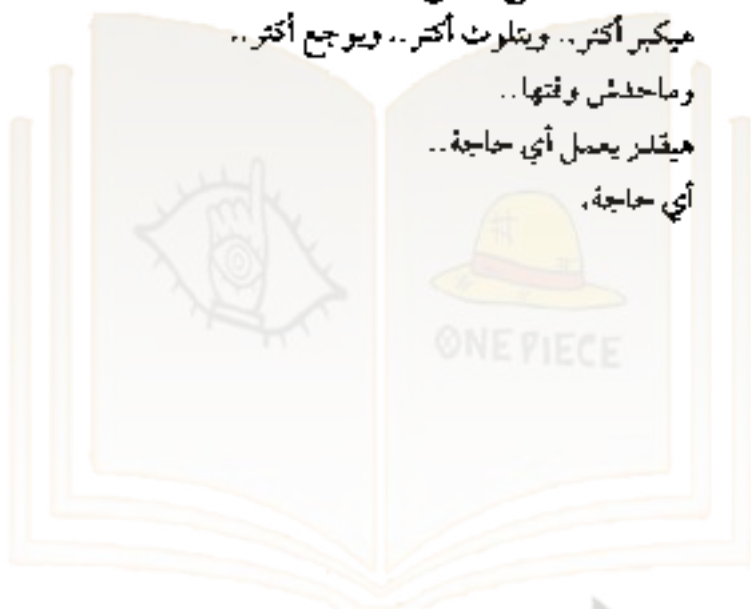 هيكبر أكتر.. ويتلوث أكتر.. ويوجع أكتر..
وماحدش وقتها..
هيقدر يعمل أي حاجة..
أي حاجة.
ONE PIECE